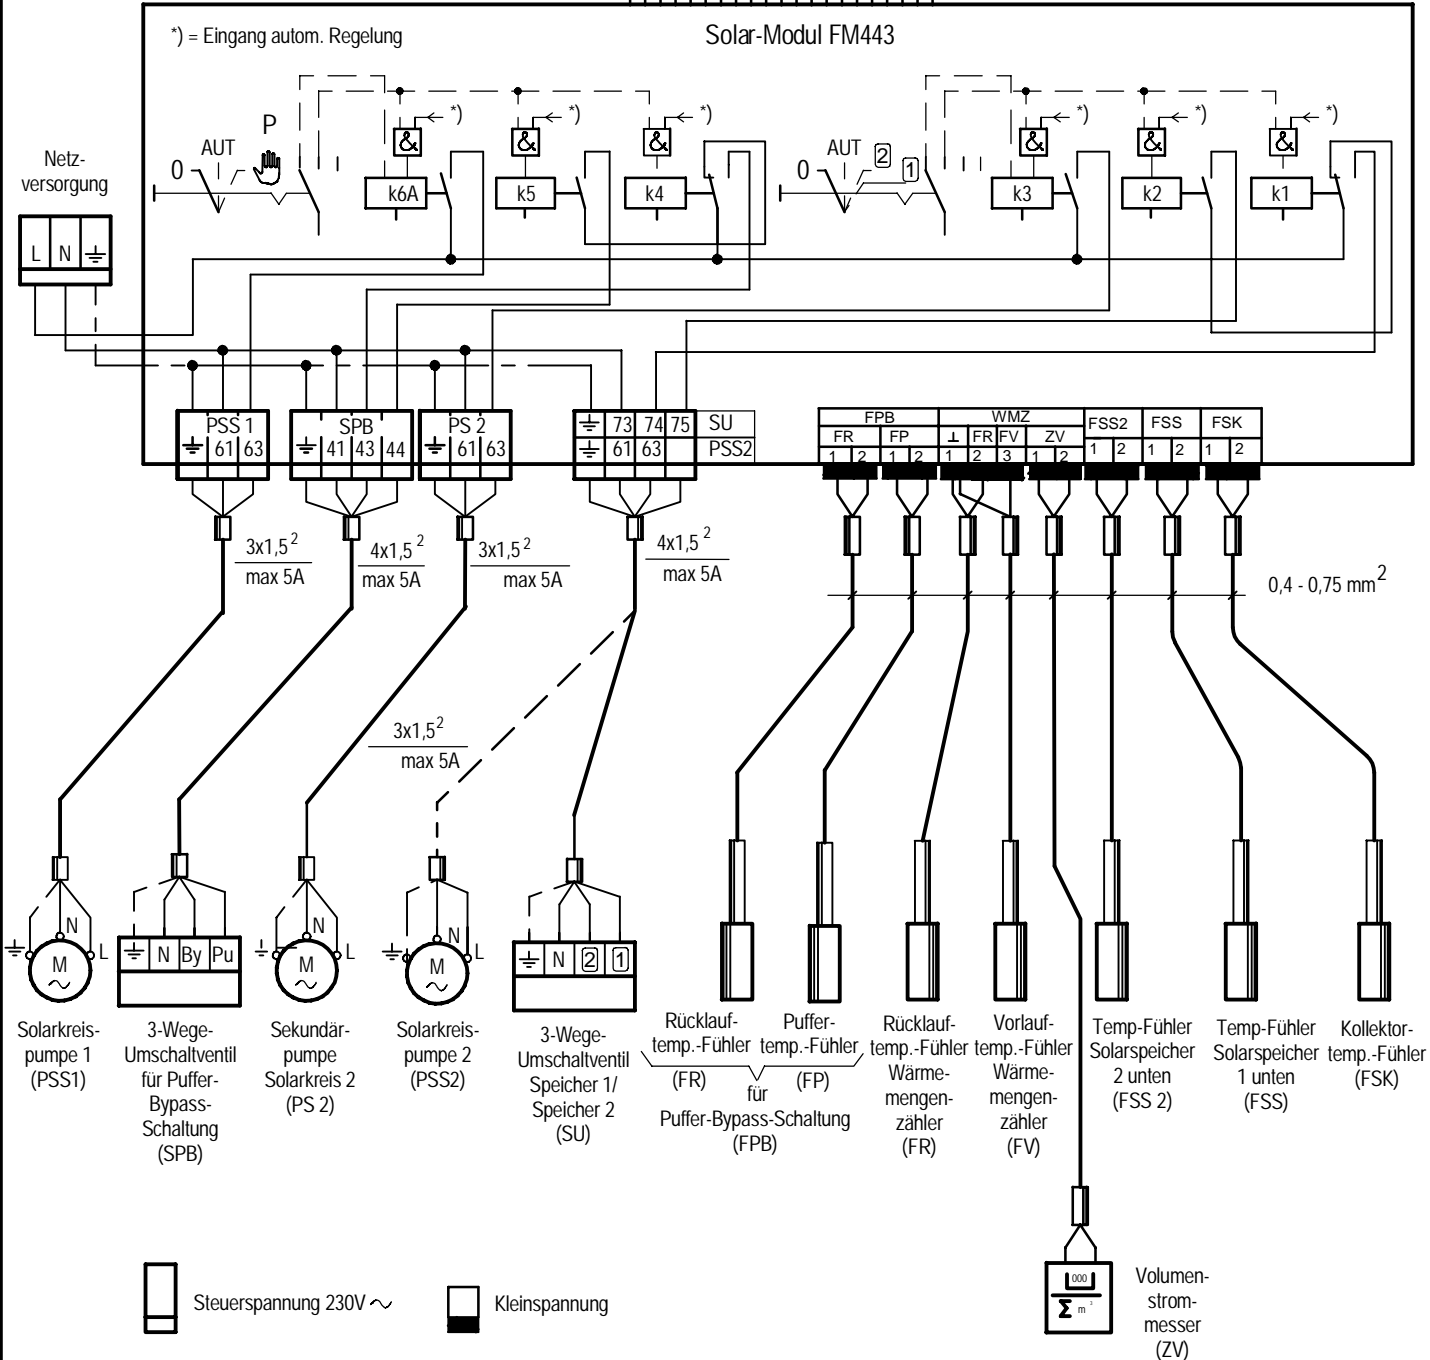 *) = Eingang autom. Regelung
Solar-Modul FM443
*) *) *) *) *) *)
P
0 AUT
& & &
0 AUT 2 1
& & &
k6A k5 k4 k3 k2 k1
Netz-
versorgung
L N
PSS 1
61 63
SPB
41 43 44
PS 2
61 63
73 74 75 SU
61 63 PSS2
FPB WMZ FSS2 FSS FSK
FR FP ⊥ FR FV ZV
1 2 1 2 1 2 3 1 2 1 2 1 2 1 2
3x1,5²
max 5A
4x1,5²
max 5A
3x1,5²
max 5A
4x1,5²
max 5A
0,4 - 0,75 mm²
3x1,5²
max 5A
N L
M
~
N By Pu
N L
M
~
N L
M
~
N 2 1
Solarkreis-
pumpe 1
(PSS1)
3-Wege-
Umschaltventil
für Puffer-
Bypass-
Schaltung
(SPB)
Sekundär-
pumpe
Solarkreis 2
(PS 2)
Solarkreis-
pumpe 2
(PSS2)
3-Wege-
Umschaltventil
Speicher 1/
Speicher 2
(SU)
Rücklauf-
temp.-Fühler
(FR)
Puffer-
temp.-Fühler
(FP)
für
Puffer-Bypass-Schaltung
(FPB)
Rücklauf-
temp.-Fühler
Wärme-
mengen-
zähler
(FR)
Vorlauf-
temp.-Fühler
Wärme-
mengen-
zähler
(FV)
Temp-Fühler
Solarspeicher
2 unten
(FSS 2)
Temp-Fühler
Solarspeicher
1 unten
(FSS)
Kollektor-
temp.-Fühler
(FSK)
000
Σ m³
Volumen-
strom-
messer
(ZV)
Steuerspannung 230V ~
Kleinspannung